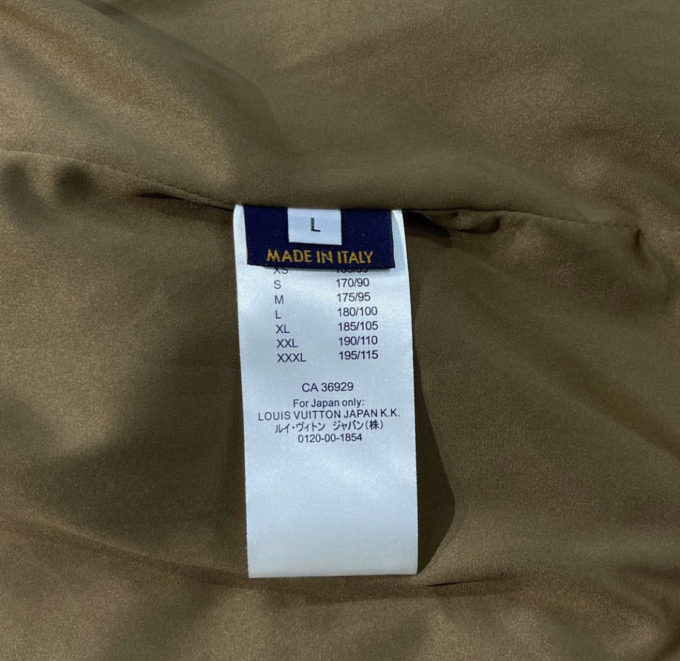 L
MADE IN ITALY
XS
S 170/90
M 175/95
L 180/100
XL 185/105
XXL 190/110
XXXL 195/115
CA 36929
For Japan only:
LOUIS VUITTON JAPAN K.K.
ルイ・ヴィトン ジャパン(株)
0120-00-1854